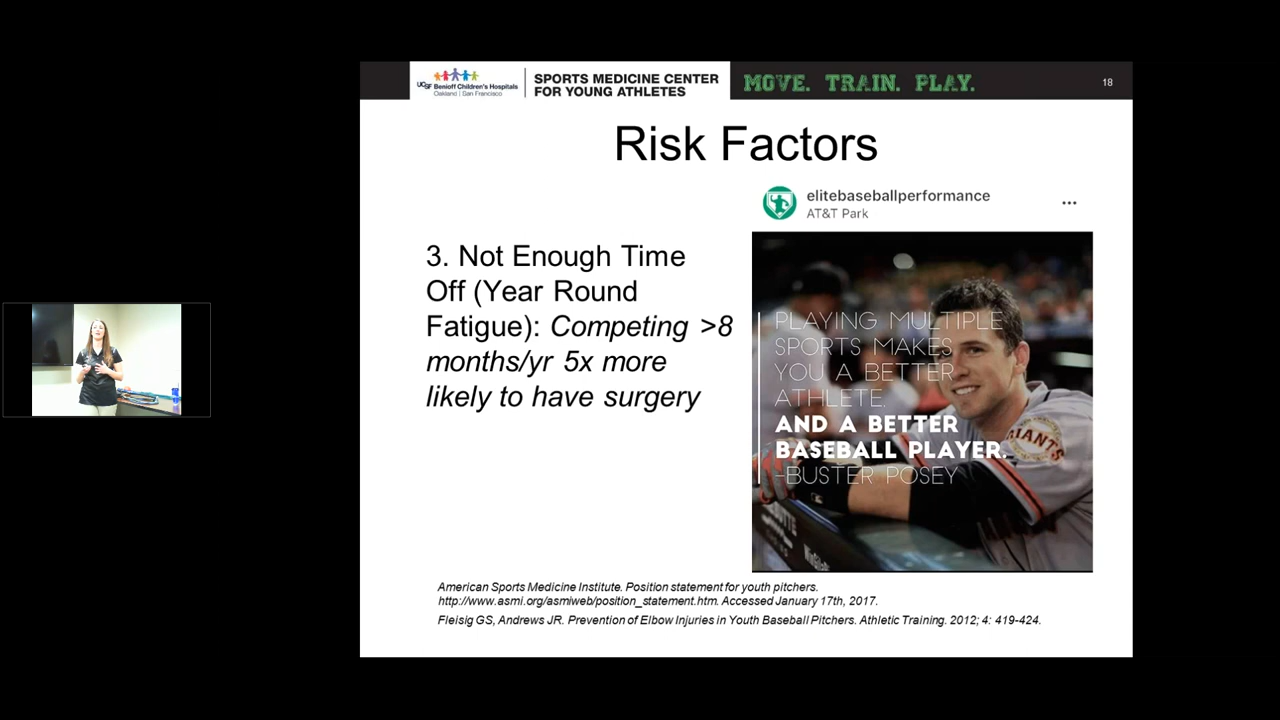 UCSF Benioff Children's Hospitals
Oakland | San Francisco
SPORTS MEDICINE CENTER
FOR YOUNG ATHLETES
MOVE. TRAIN. PLAY.
18
Risk Factors
3. Not Enough Time
Off (Year Round
Fatigue): Competing >8
months/yr 5x more
likely to have surgery
elitebaseballperformance
AT&T Park
PLAYING MULTIPLE
SPORTS MAKES
YOU A BETTER
ATHLETE.
AND A BETTER
BASEBALL PLAYER.
-BUSTER POSEY
GIANTS
American Sports Medicine Institute. Position statement for youth pitchers.
http://www.asmi.org/asmiweb/position_statement.htm. Accessed January 17th, 2017.
Fleisig GS, Andrews JR. Prevention of Elbow Injuries in Youth Baseball Pitchers. Athletic Training. 2012; 4: 419-424.